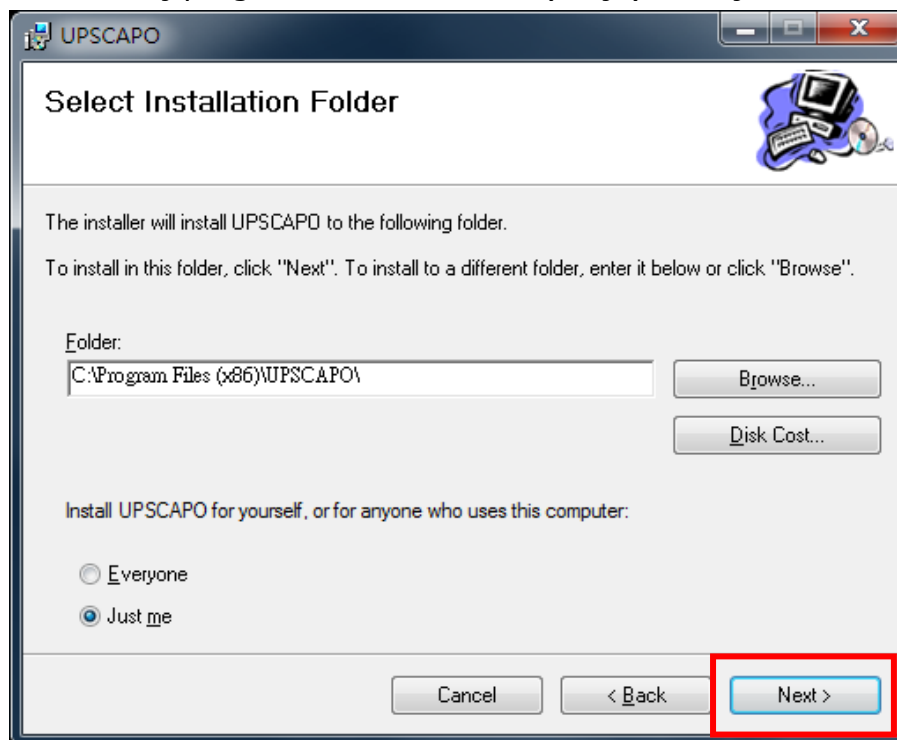 UPSCAPO
Select Installation Folder
The installer will install UPSCAPO to the following folder.
To install in this folder, click "Next". To install to a different folder, enter it below or click "Browse".
Folder:
C:\Program Files (x86)\UPSCAPO\
Browse...
Disk Cost...
Install UPSCAPO for yourself, or for anyone who uses this computer:
Everyone
Just me
Cancel
< Back
Next >